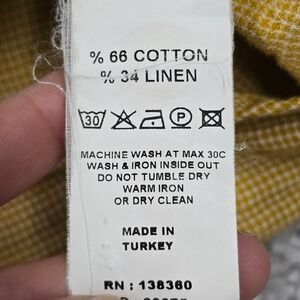 % 66 COTTON
% 34 LINEN
30 P
MACHINE WASH AT MAX 30C
WASH & IRON INSIDE OUT
DO NOT TUMBLE DRY
WARM IRON
OR DRY CLEAN
MADE IN
TURKEY
RN : 138360